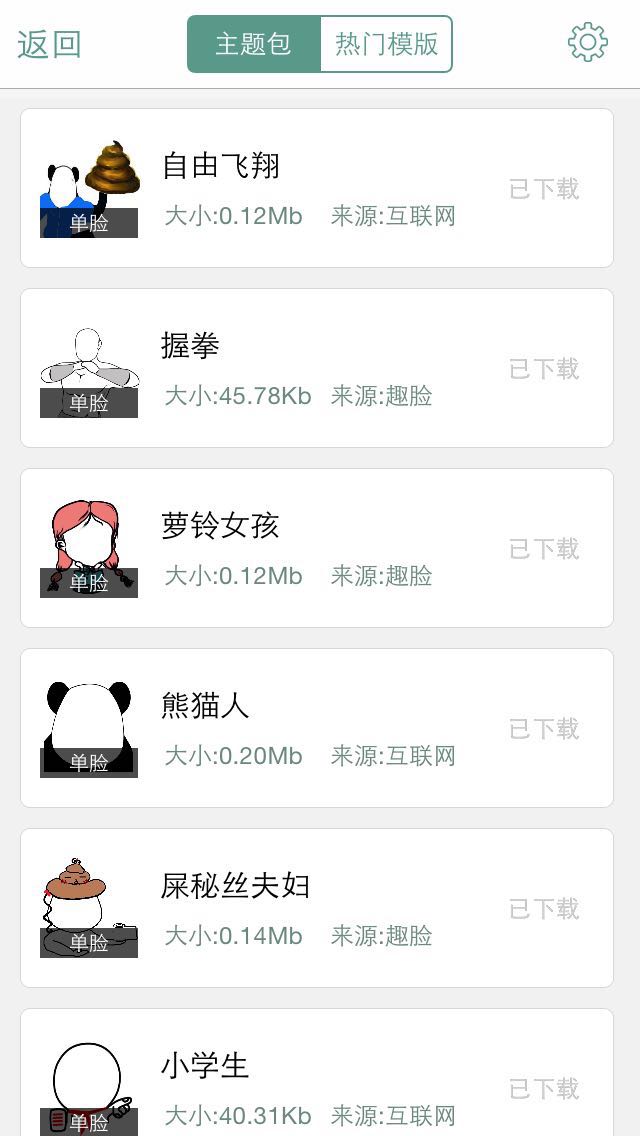 返回
主题包
热门模版
自由飞翔
大小:0.12Mb 来源:互联网
已下载
单脸
握拳
大小:45.78Kb 来源:趣脸
已下载
单脸
萝铃女孩
大小:0.12Mb 来源:趣脸
已下载
单脸
熊猫人
大小:0.20Mb 来源:互联网
已下载
单脸
屎秘丝夫妇
大小:0.14Mb 来源:趣脸
已下载
单脸
小学生
大小:40.31Kb 来源:互联网
已下载
单脸